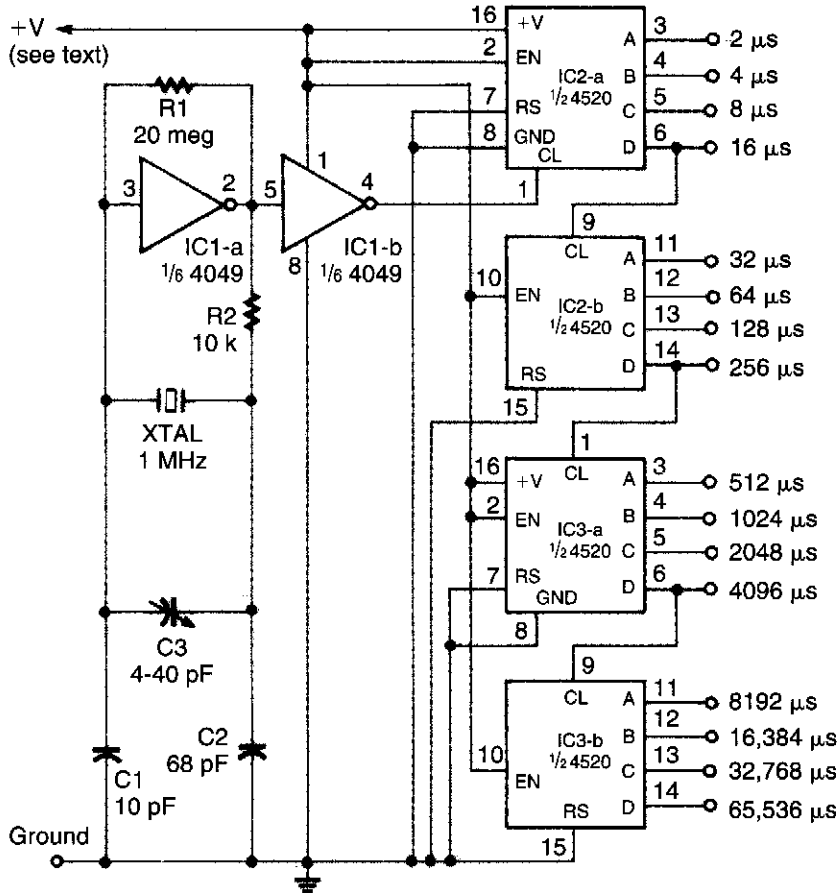 +V
(see text)
R1
20 meg
3
2
IC1-a
1/6 4049
5
1
4
8
IC1-b
1/6 4049
R2
10 k
XTAL
1 MHz
C3
4-40 pF
C1
10 pF
C2
68 pF
Ground
16
2
7
8
+V
EN
RS
GND
CL
IC2-a
1/2 4520
A
B
C
D
3
4
5
6
2 μs
4 μs
8 μs
16 μs
1
9
CL
10
EN
IC2-b
1/2 4520
RS
15
A
B
C
D
11
12
13
14
32 μs
64 μs
128 μs
256 μs
1
CL
16
+V
2
EN
IC3-a
1/2 4520
7
RS
GND
8
A
B
C
D
3
4
5
6
512 μs
1024 μs
2048 μs
4096 μs
9
CL
10
EN
IC3-b
1/2 4520
RS
15
A
B
C
D
11
12
13
14
8192 μs
16,384 μs
32,768 μs
65,536 μs